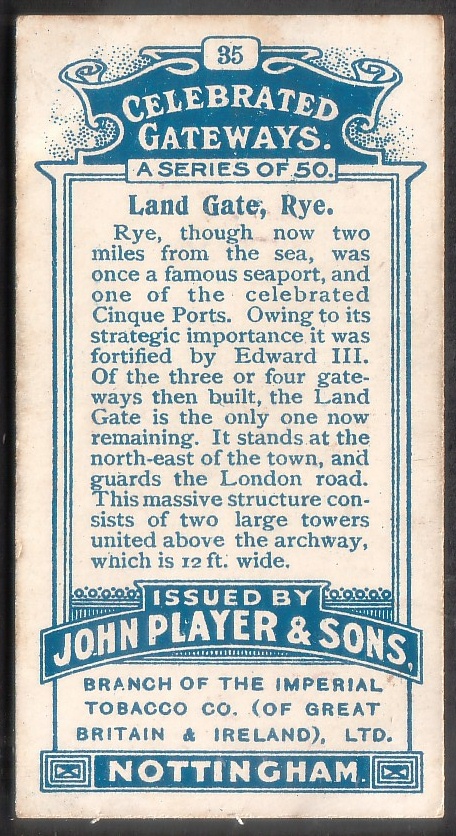 35
CELEBRATED
GATEWAYS.
A SERIES OF 50.
Land Gate, Rye.
Rye, though now two
miles from the sea, was
once a famous seaport, and
one of the celebrated
Cinque Ports. Owing to its
strategic importance it was
fortified by Edward III.
Of the three or four gate-
ways then built, the Land
Gate is the only one now
remaining. It stands at the
north-east of the town, and
guards the London road.
This massive structure con-
sists of two large towers
united above the archway,
which is 12 ft. wide.
ISSUED BY
JOHN PLAYER & SONS,
BRANCH OF THE IMPERIAL
TOBACCO CO. (OF GREAT
BRITAIN & IRELAND), LTD.
NOTTINGHAM.